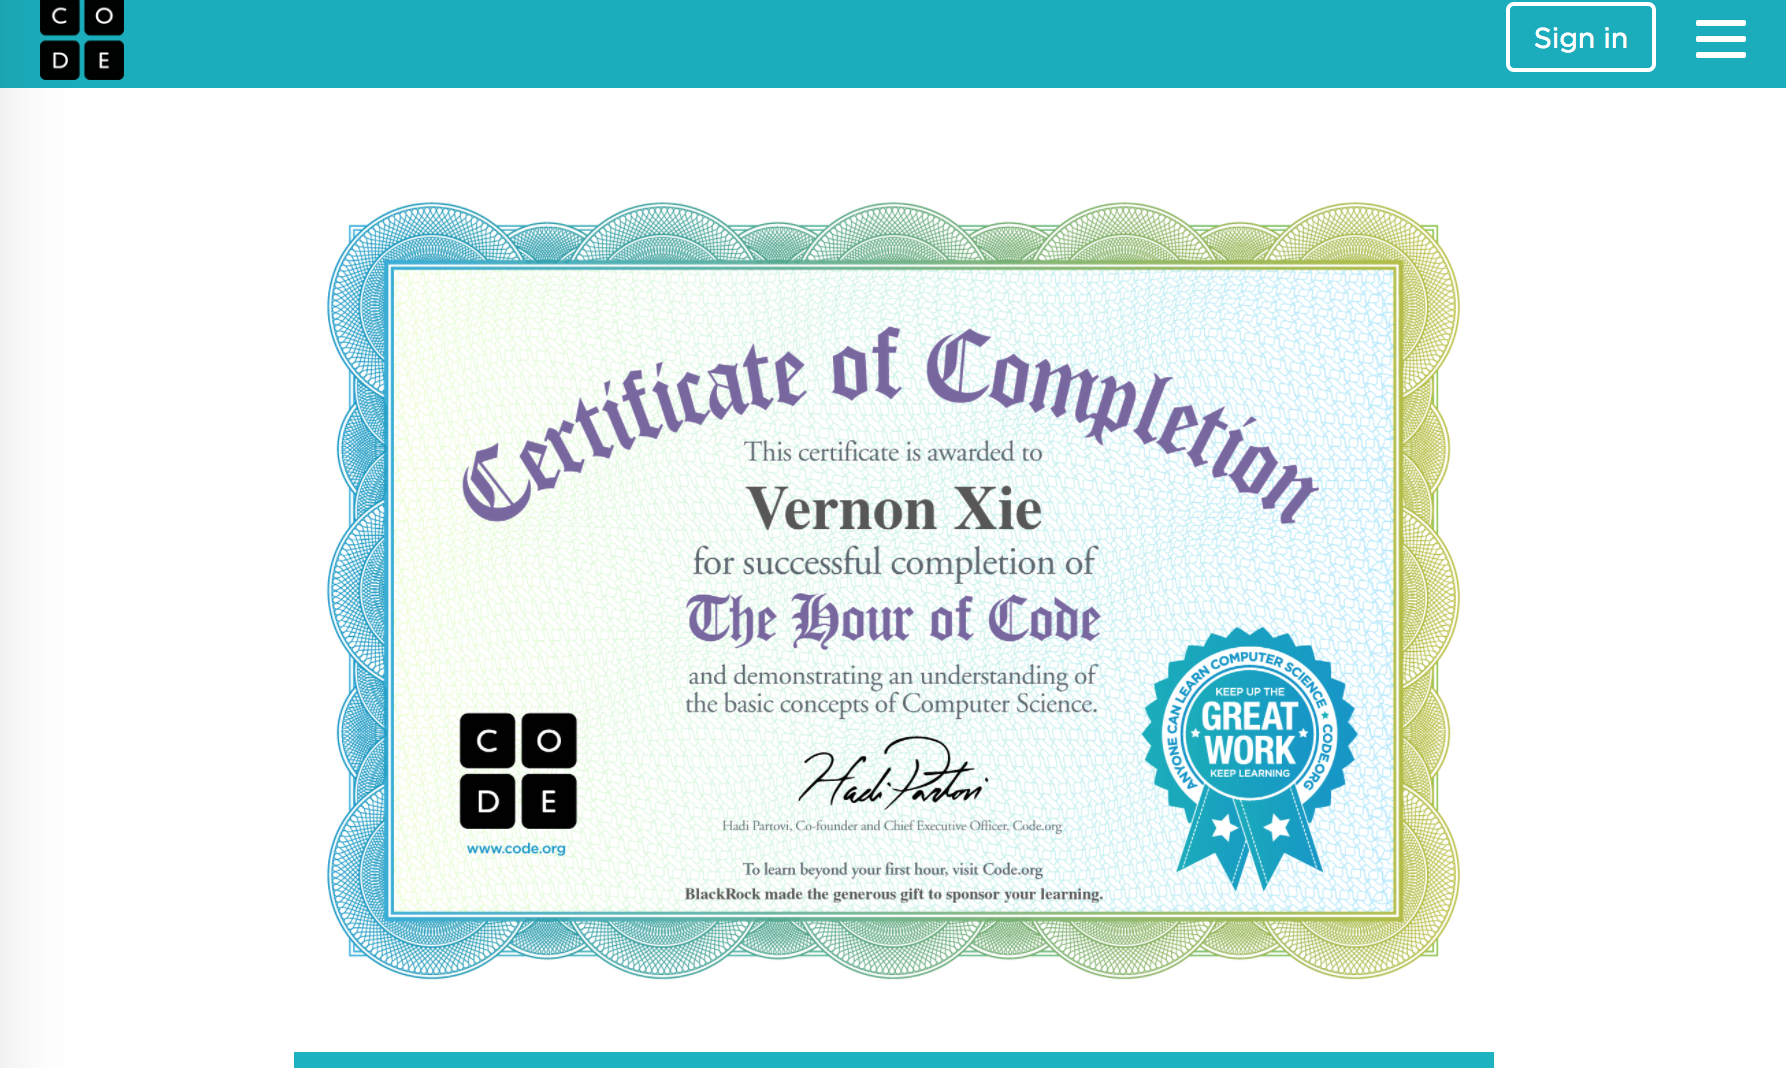 C O
D E
Sign in
Certificate of Completion
This certificate is awarded to
Vernon Xie
for successful completion of
The Hour of Code
and demonstrating an understanding of
the basic concepts of Computer Science.
C O
D E
www.code.org
Hadi Partovi
Hadi Partovi, Co-founder and Chief Executive Officer, Code.org
To learn beyond your first hour, visit Code.org
BlackRock made the generous gift to sponsor your learning.
ANYONE CAN LEARN COMPUTER SCIENCE ★ CODE.ORG
KEEP UP THE
GREAT
WORK
KEEP LEARNING